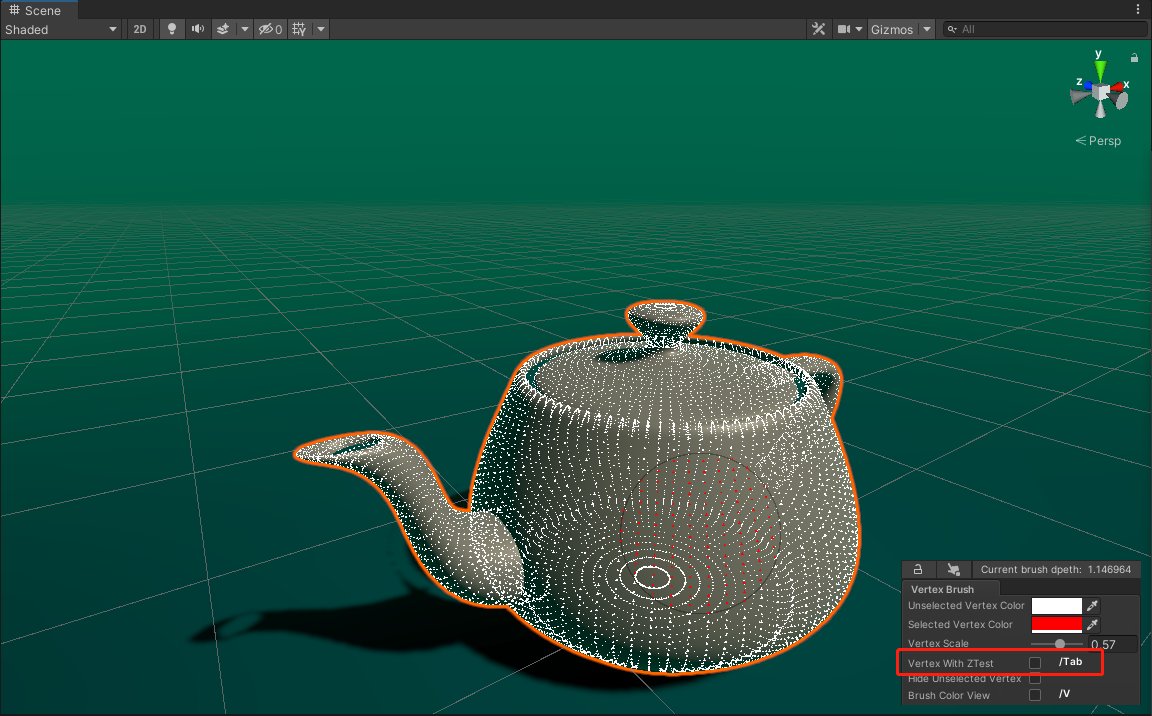 Scene
Shaded
2D
0
Gizmos
All
y
z
x
Persp
Current brush dpeth: 1.146964
Vertex Brush
Unselected Vertex Color
Selected Vertex Color
Vertex Scale 0.57
Vertex With ZTest /Tab
Hide Unselected Vertex
Brush Color View /V